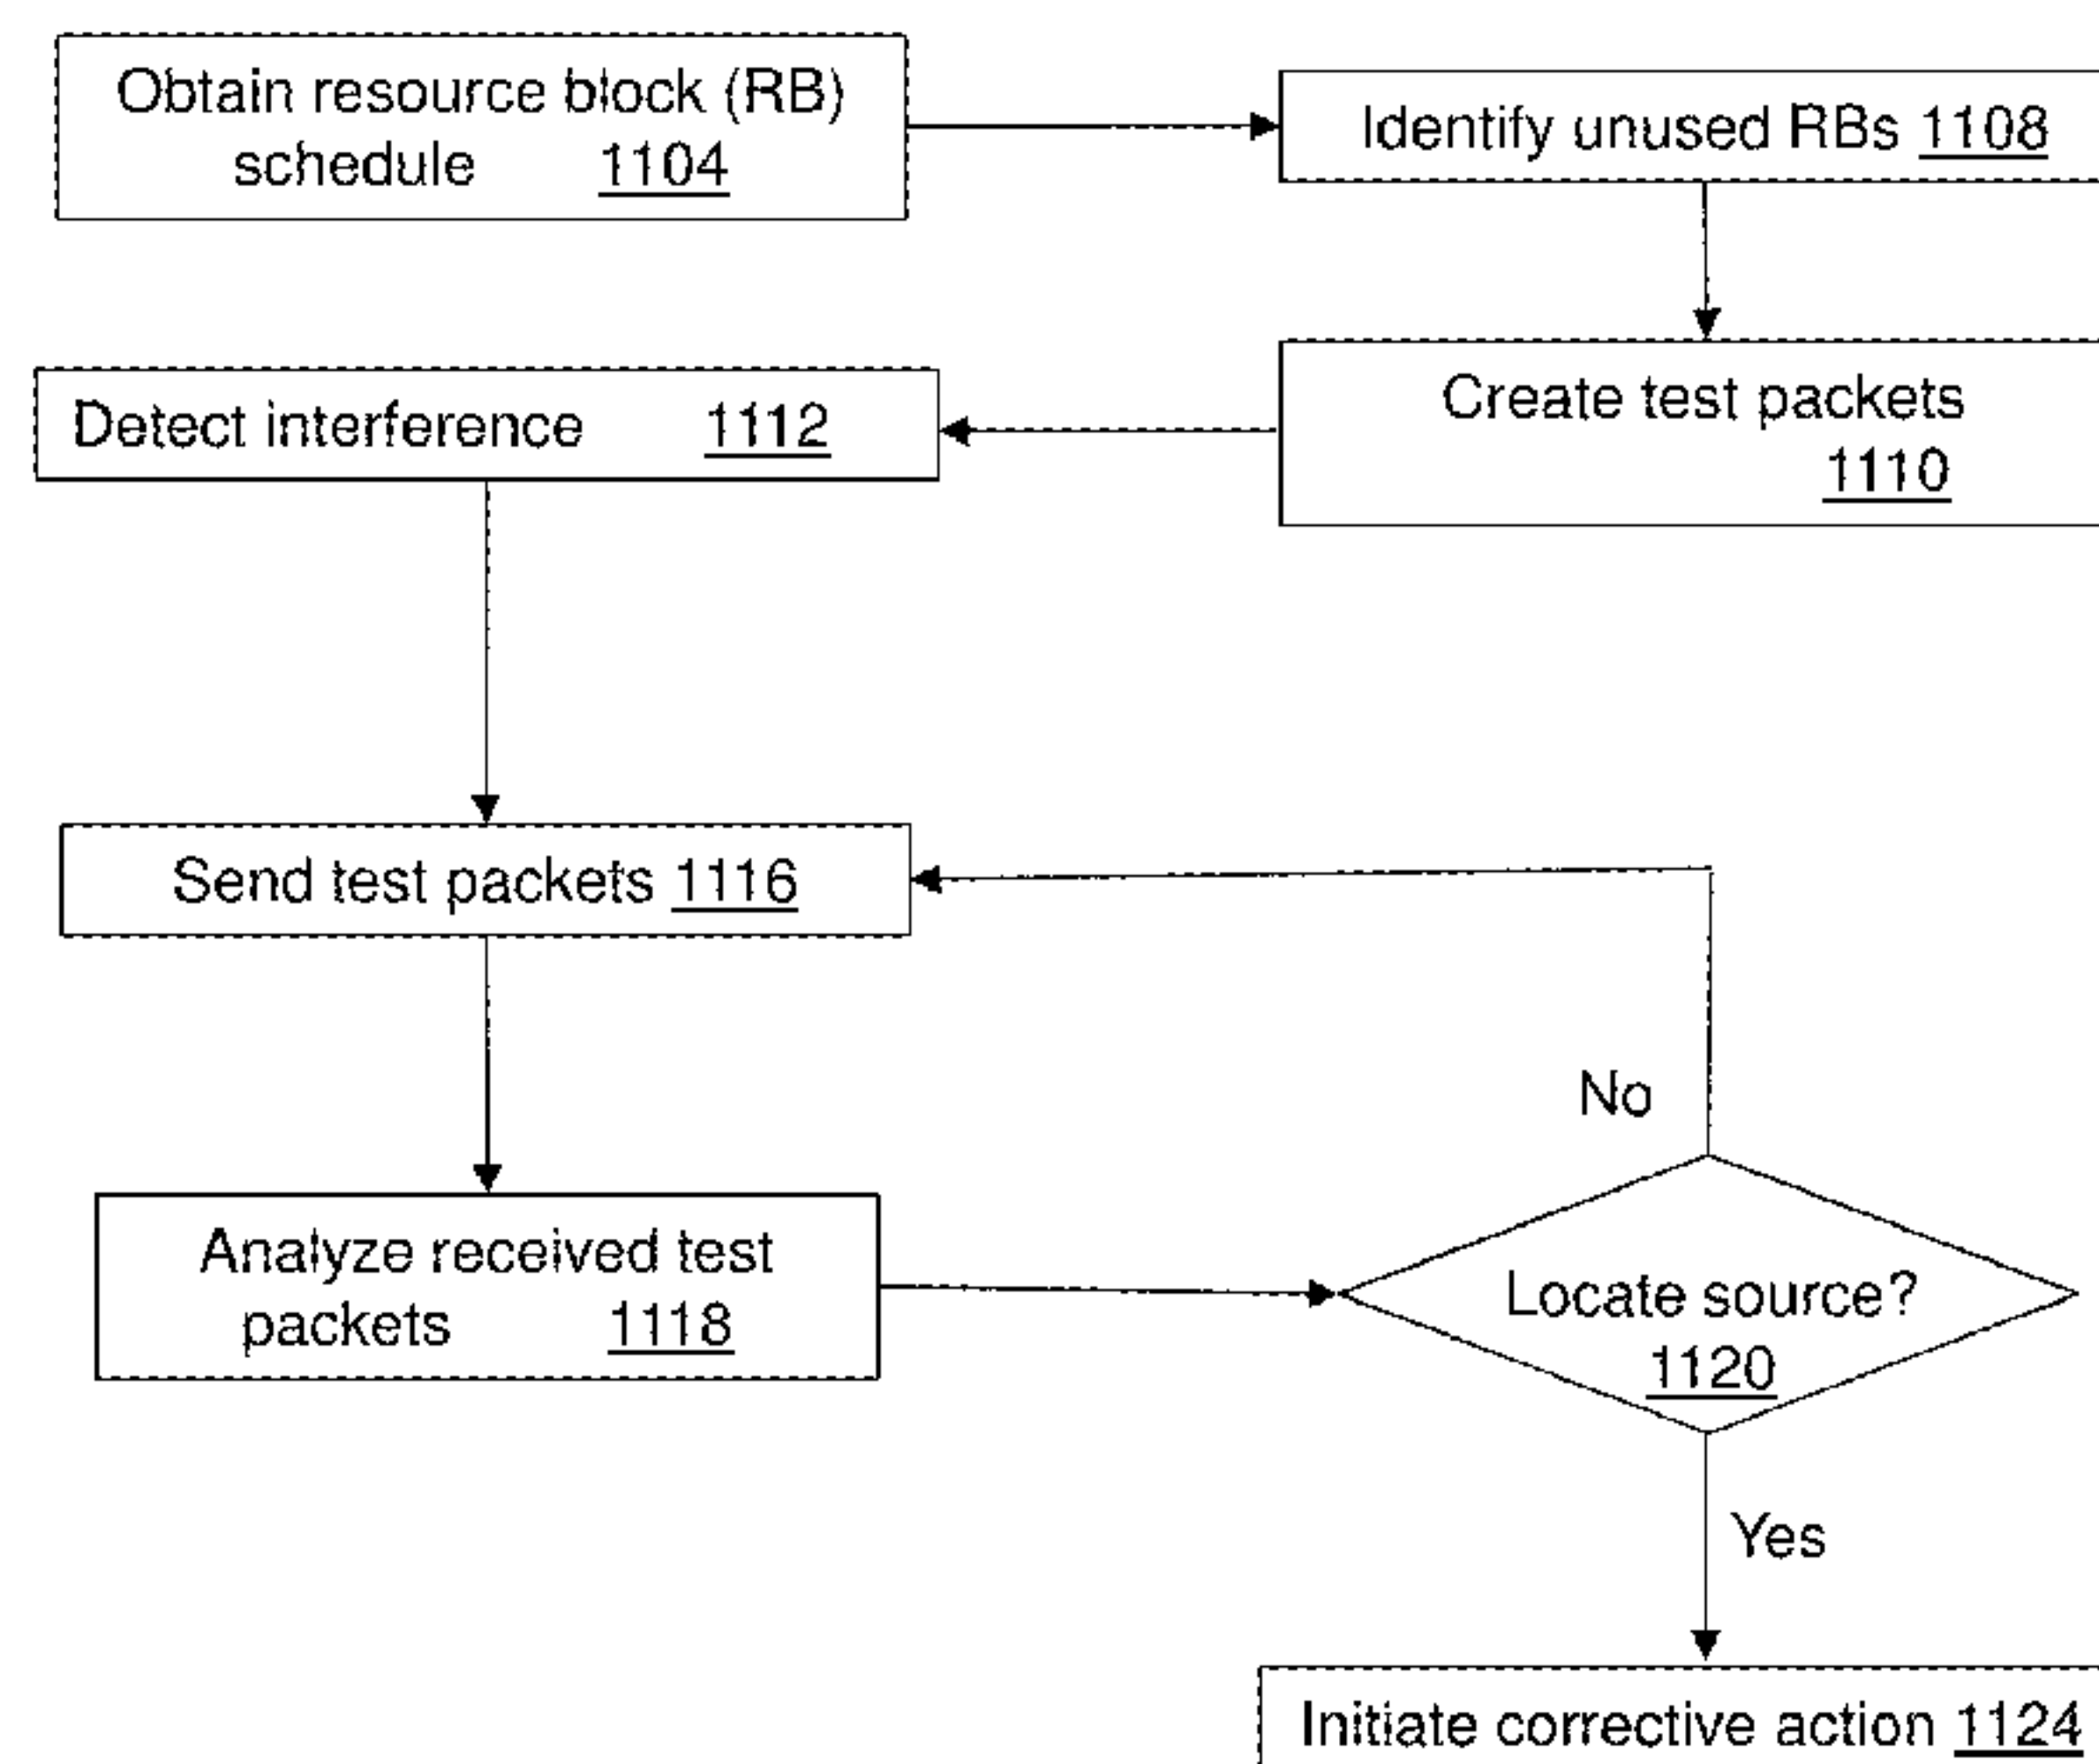 Obtain resource block (RB)
schedule 1104
Identify unused RBs 1108
Create test packets
1110
Detect interference 1112
Send test packets 1116
No
Analyze received test
packets 1118
Locate source?
1120
Yes
Initiate corrective action 1124